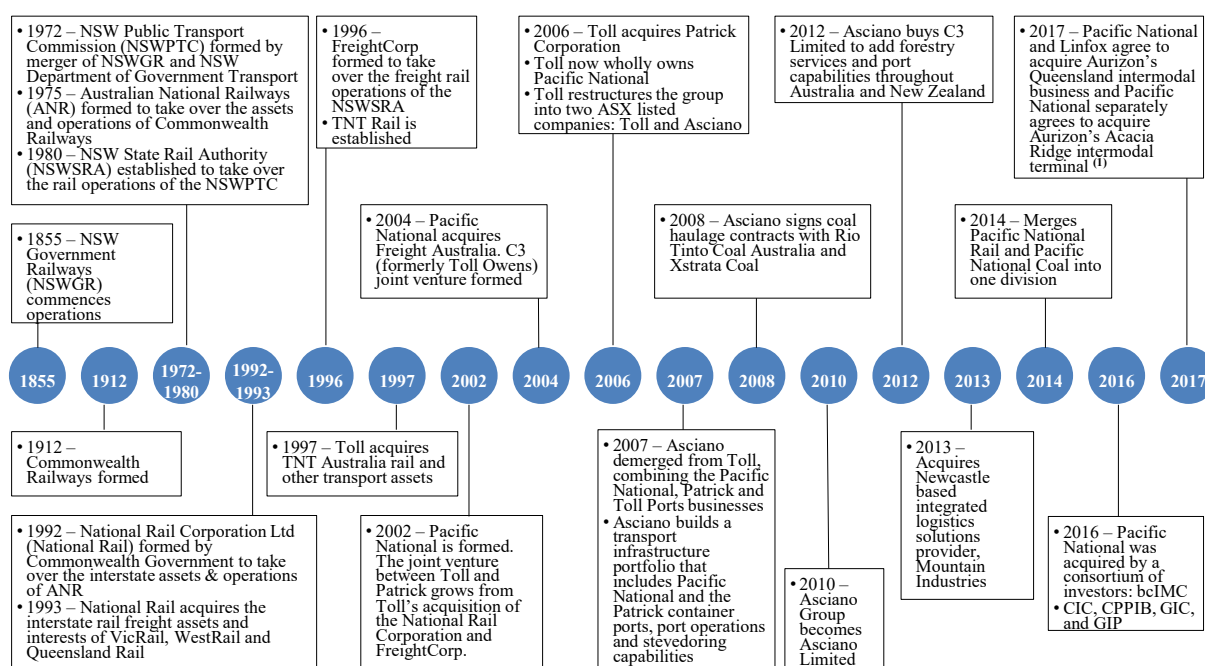 • 1972 – NSW Public Transport
Commission (NSWPTC) formed by
merger of NSWGR and NSW
Department of Government Transport
• 1975 – Australian National Railways
(ANR) formed to take over the assets
and operations of Commonwealth
Railways
• 1980 – NSW State Rail Authority
(NSWSRA) established to take over
the rail operations of the NSWPTC
• 1996 –
FreightCorp
formed to take
over the freight rail
operations of the
NSWSRA
• TNT Rail is
established
• 2006 – Toll acquires Patrick
Corporation
• Toll now wholly owns
Pacific National
• Toll restructures the group
into two ASX listed
companies: Toll and Asciano
• 2012 – Asciano buys C3
Limited to add forestry
services and port
capabilities throughout
Australia and New Zealand
• 2017 – Pacific National
and Linfox agree to
acquire Aurizon’s
Queensland intermodal
business and Pacific
National separately
agrees to acquire
Aurizon’s Acacia
Ridge intermodal
terminal (1)
• 1855 – NSW
Government
Railways
(NSWGR)
commences
operations
• 2004 – Pacific
National acquires
Freight Australia. C3
(formerly Toll Owens)
joint venture formed
• 2008 – Asciano signs coal
haulage contracts with Rio
Tinto Coal Australia and
Xstrata Coal
• 2014 – Merges
Pacific National
Rail and Pacific
National Coal into
one division
1855
1912
1972-
1980
1992-
1993
1996
1997
2002
2004
2006
2007
2008
2010
2012
2013
2014
2016
2017
• 1912 –
Commonwealth
Railways formed
• 1997 – Toll acquires
TNT Australia rail and
other transport assets
• 1992 – National Rail Corporation Ltd
(National Rail) formed by
Commonwealth Government to take
over the interstate assets & operations
of ANR
• 1993 – National Rail acquires the
interstate rail freight assets and
interests of VicRail, WestRail and
Queensland Rail
• 2002 – Pacific
National is formed.
The joint venture
between Toll and
Patrick grows from
Toll’s acquisition of
the National Rail
Corporation and
FreightCorp.
• 2007 – Asciano
demerged from Toll,
combining the Pacific
National, Patrick and
Toll Ports businesses
• Asciano builds a
transport
infrastructure
portfolio that
includes Pacific
National and the
Patrick container
ports, port operations
and stevedoring
capabilities
• 2010 –
Asciano
Group
becomes
Asciano
Limited
• 2013 –
Acquires
Newcastle
based
integrated
logistics
solutions
provider,
Mountain
Industries
• 2016 – Pacific
National was
acquired by a
consortium of
investors: bcIMC
• CIC, CPPIB, GIC,
and GIP